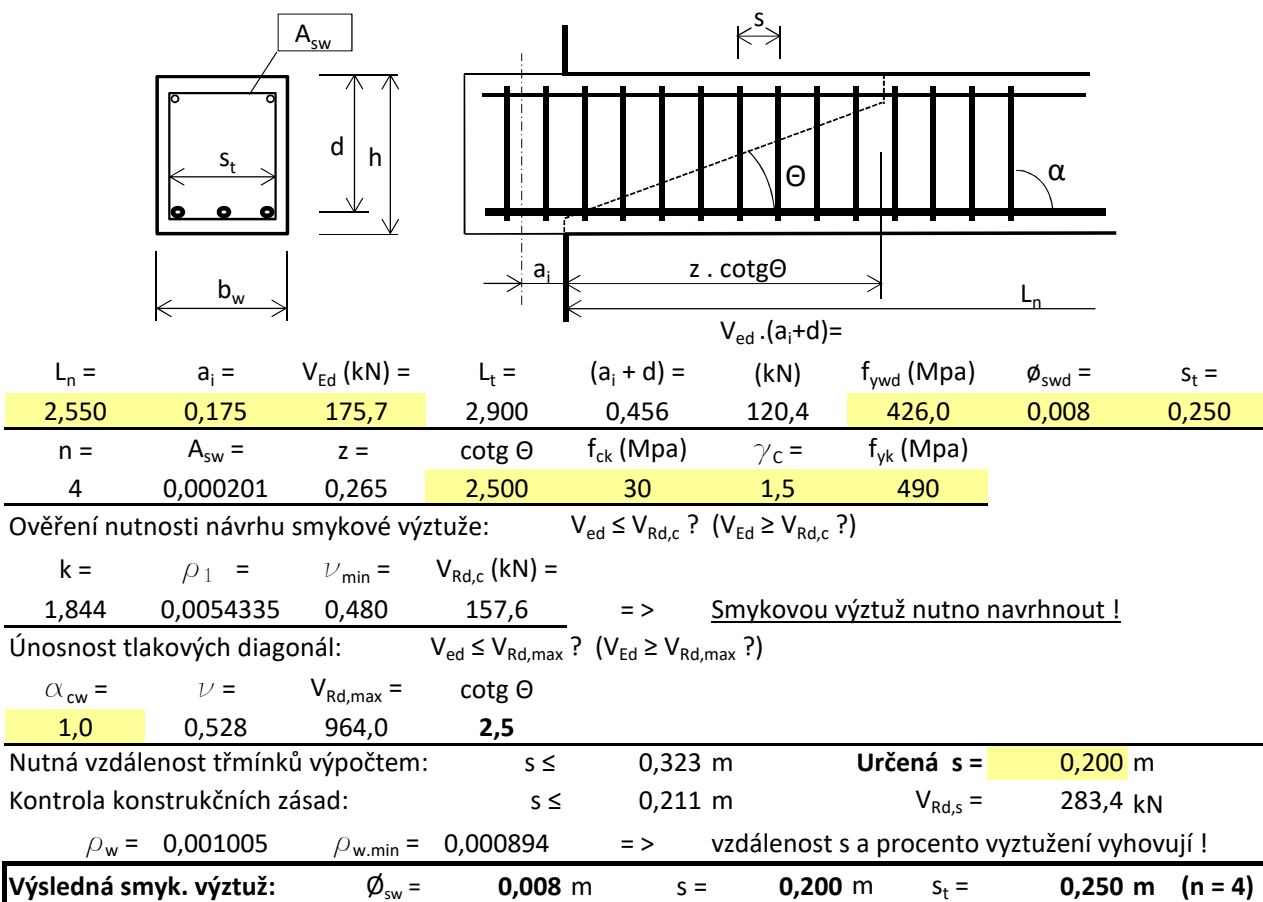 A_sw
s
s_t
d
h
Θ
α
b_w
a_i
z . cotgΘ
L_n
V_ed .(a_i+d)=
L_n = a_i = V_Ed (kN) = L_t = (a_i + d) = (kN) f_ywd (Mpa) ø_swd = s_t =
2,550 0,175 175,7 2,900 0,456 120,4 426,0 0,008 0,250
n = A_sw = z = cotg Θ f_ck (Mpa) γ_C = f_yk (Mpa)
4 0,000201 0,265 2,500 30 1,5 490
Ověření nutnosti návrhu smykové výztuže: V_ed ≤ V_Rd,c ? (V_Ed ≥ V_Rd,c ?)
k = ρ_1 = ν_min = V_Rd,c (kN) =
1,844 0,0054335 0,480 157,6 = > Smykovou výztuž nutno navrhnout !
Únosnost tlakových diagonál: V_ed ≤ V_Rd,max ? (V_Ed ≥ V_Rd,max ?)
α_cw = ν = V_Rd,max = cotg Θ
1,0 0,528 964,0 2,5
Nutná vzdálenost třmínků výpočtem: s ≤ 0,323 m Určená s = 0,200 m
Kontrola konstrukčních zásad: s ≤ 0,211 m V_Rd,s = 283,4 kN
ρ_w = 0,001005 ρ_w.min = 0,000894 = > vzdálenost s a procento vyztužení vyhovují !
Výsledná smyk. výztuž: Ø_sw = 0,008 m s = 0,200 m s_t = 0,250 m (n = 4)